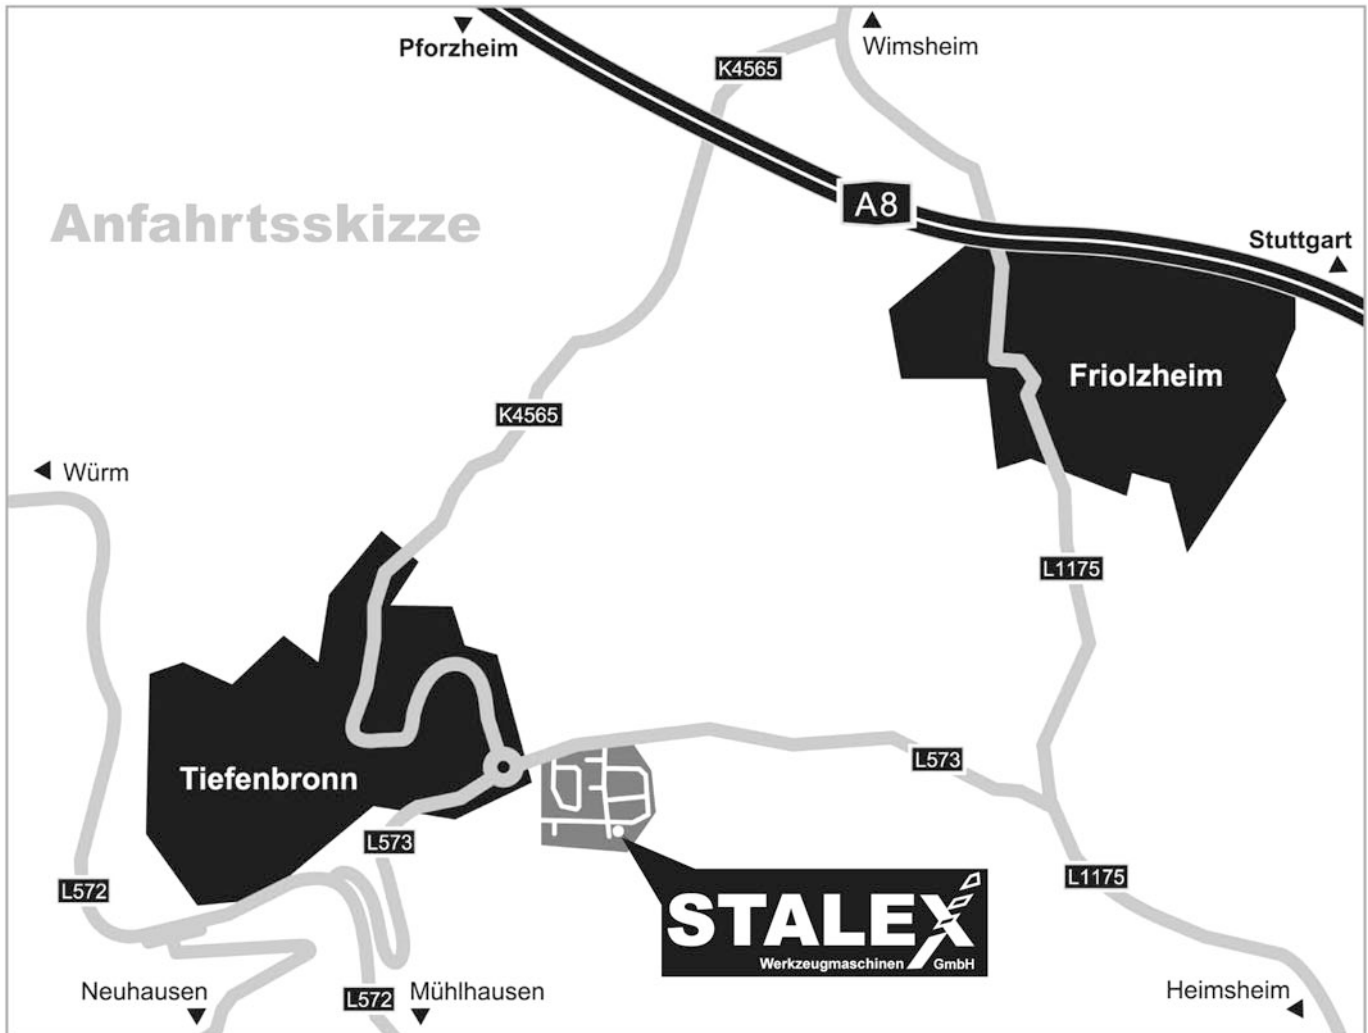 Pforzheim
Wimsheim
K4565
A8
Anfahrtsskizze
Stuttgart
Friolzheim
K4565
Würm
L1175
L573
Tiefenbronn
L573
L1175
L572
STALEX
Werkzeugmaschinen GmbH
Neuhausen
L572
Mühlhausen
Heimsheim